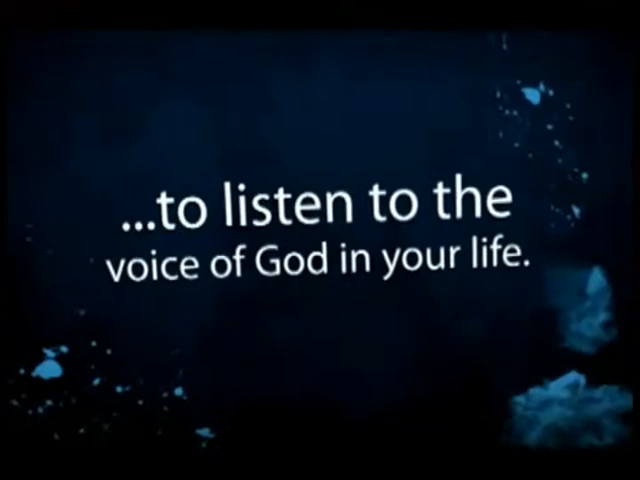 ...to listen to the
voice of God in your life.